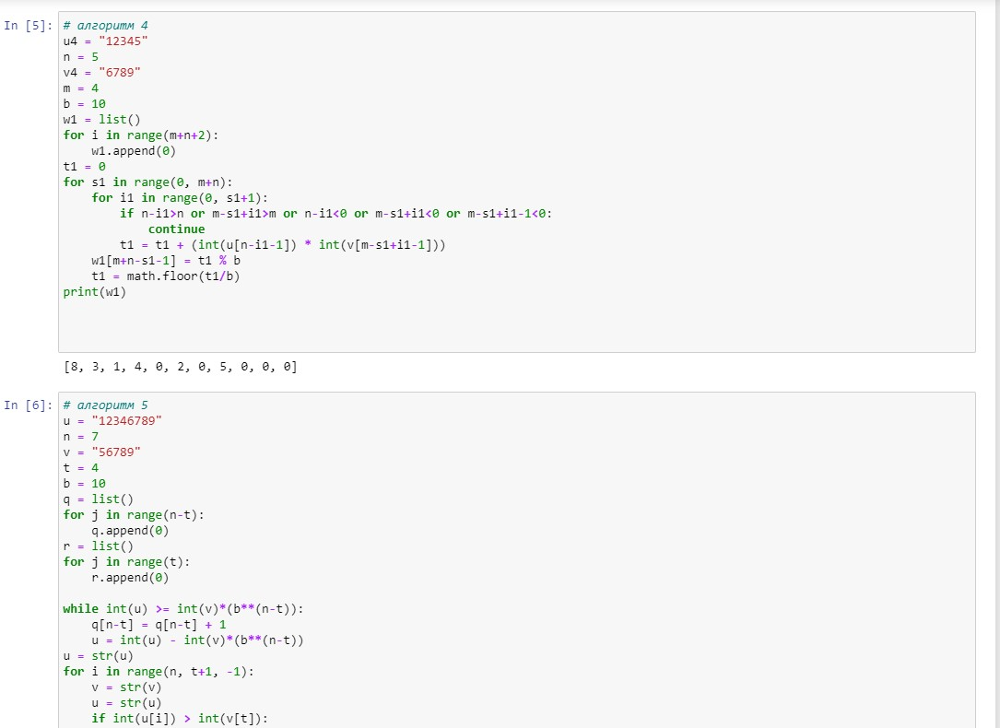 In [5]: # алгоритм 4
u4 = "12345"
n = 5
v4 = "6789"
m = 4
b = 10
w1 = list()
for i in range(m+n+2):
    w1.append(0)
t1 = 0
for s1 in range(0, m+n):
    for i1 in range(0, s1+1):
        if n-i1>n or m-s1+i1>m or n-i1<0 or m-s1+i1<0 or m-s1+i1-1<0:
            continue
        t1 = t1 + (int(u[n-i1-1]) * int(v[m-s1+i1-1]))
    w1[m+n-s1-1] = t1 % b
    t1 = math.floor(t1/b)
print(w1)
[8, 3, 1, 4, 0, 2, 0, 5, 0, 0, 0]
In [6]: # алгоритм 5
u = "12346789"
n = 7
v = "56789"
t = 4
b = 10
q = list()
for j in range(n-t):
    q.append(0)
r = list()
for j in range(t):
    r.append(0)
while int(u) >= int(v)*(b**(n-t)):
    q[n-t] = q[n-t] + 1
    u = int(u) - int(v)*(b**(n-t))
u = str(u)
for i in range(n, t+1, -1):
    v = str(v)
    u = str(u)
    if int(u[i]) > int(v[t]):